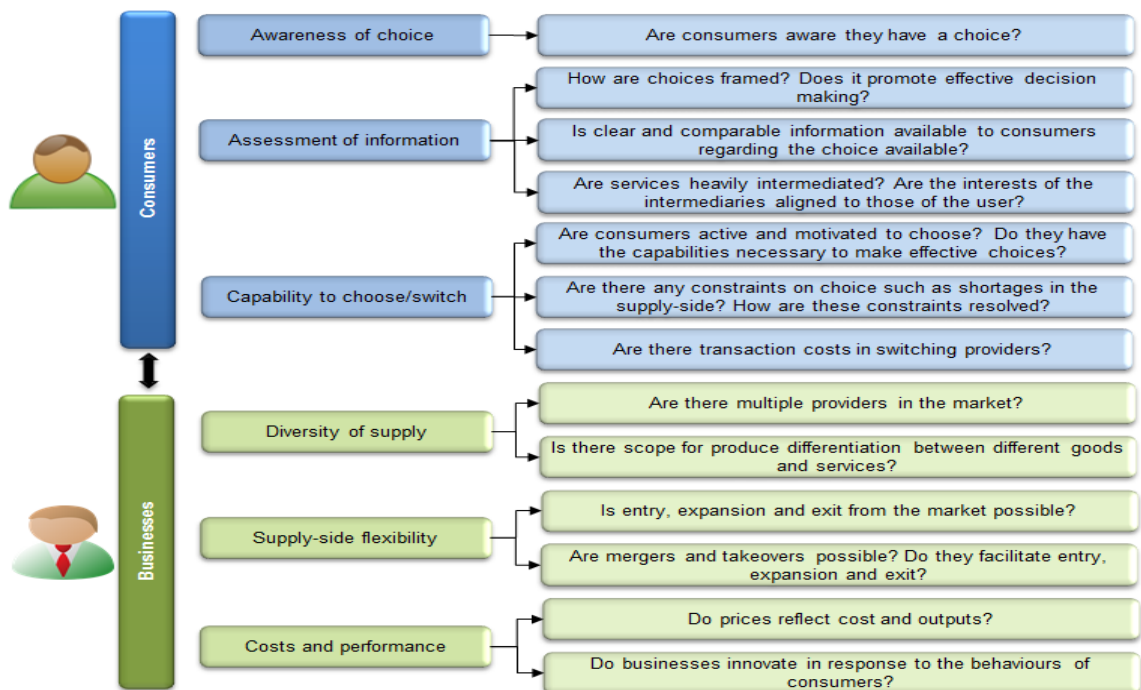 Consumers
Awareness of choice
Are consumers aware they have a choice?
Assessment of information
How are choices framed? Does it promote effective decision
making?
Is clear and comparable information available to consumers
regarding the choice available?
Are services heavily intermediated? Are the interests of the
intermediaries aligned to those of the user?
Capability to choose/switch
Are consumers active and motivated to choose? Do they have
the capabilities necessary to make effective choices?
Are there any constraints on choice such as shortages in the
supply-side? How are these constraints resolved?
Are there transaction costs in switching providers?
Businesses
Diversity of supply
Are there multiple providers in the market?
Is there scope for produce differentiation between different goods
and services?
Supply-side flexibility
Is entry, expansion and exit from the market possible?
Are mergers and takeovers possible? Do they facilitate entry,
expansion and exit?
Costs and performance
Do prices reflect cost and outputs?
Do businesses innovate in response to the behaviours of
consumers?